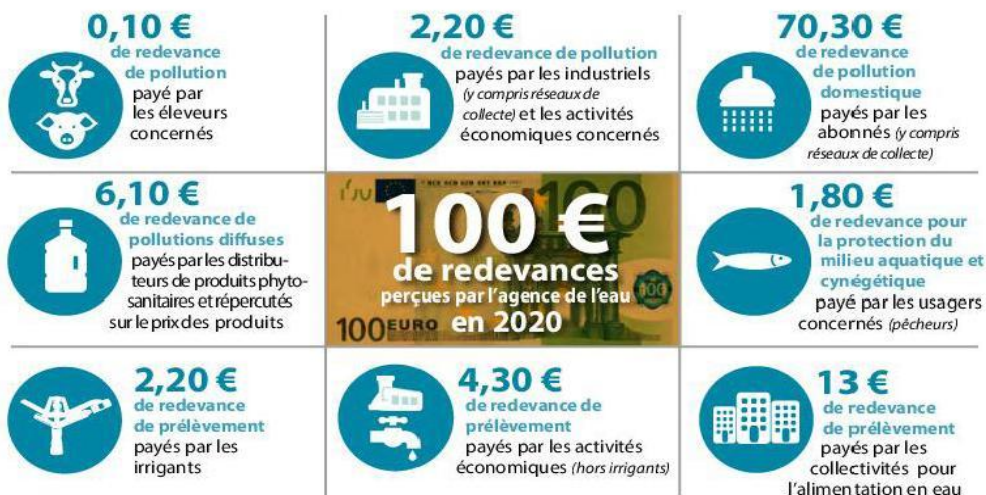 0,10 €
de redevance
de pollution
payé par
les éleveurs
concernés
2,20 €
de redevance de pollution
payés par les industriels
(y compris réseaux de
collecte) et les activités
économiques concernés
70,30 €
de redevance
de pollution
domestique
payés par les
abonnés (y compris
réseaux de collecte)
6,10 €
de redevance de
pollutions diffuses
payés par les distribu-
teurs de produits phyto-
sanitaires et répercutés
sur le prix des produits
100 €
de redevances
perçues par l'agence de l'eau
en 2020
100 EURO
100
100
1,80 €
de redevance pour
la protection du
milieu aquatique et
cynégétique
payé par les usagers
concernés (pêcheurs)
2,20 €
de redevance
de prélèvement
payés par les
irrigants
4,30 €
de redevance de
prélèvement
payés par les activités
économiques (hors irrigants)
13 €
de redevance
de prélèvement
payés par les
collectivités pour
l'alimentation en eau